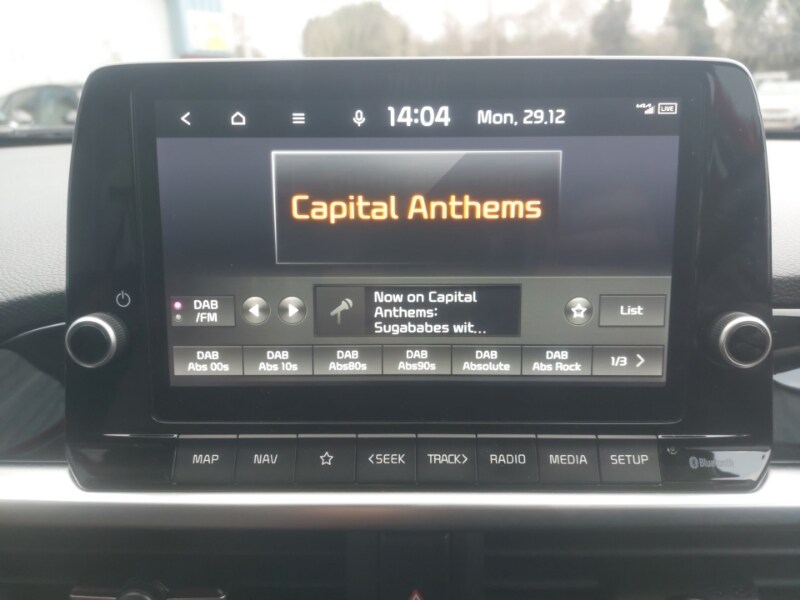 14:04 Mon, 29.12 LIVE
Capital Anthems
DAB
/FM
Now on Capital
Anthems:
Sugababes wit...
List
DAB
Abs 00s
DAB
Abs 10s
DAB
Abs80s
DAB
Abs90s
DAB
Absolute
DAB
Abs Rock
1/3 >
MAP NAV <SEEK TRACK> RADIO MEDIA SETUP
Bluetooth